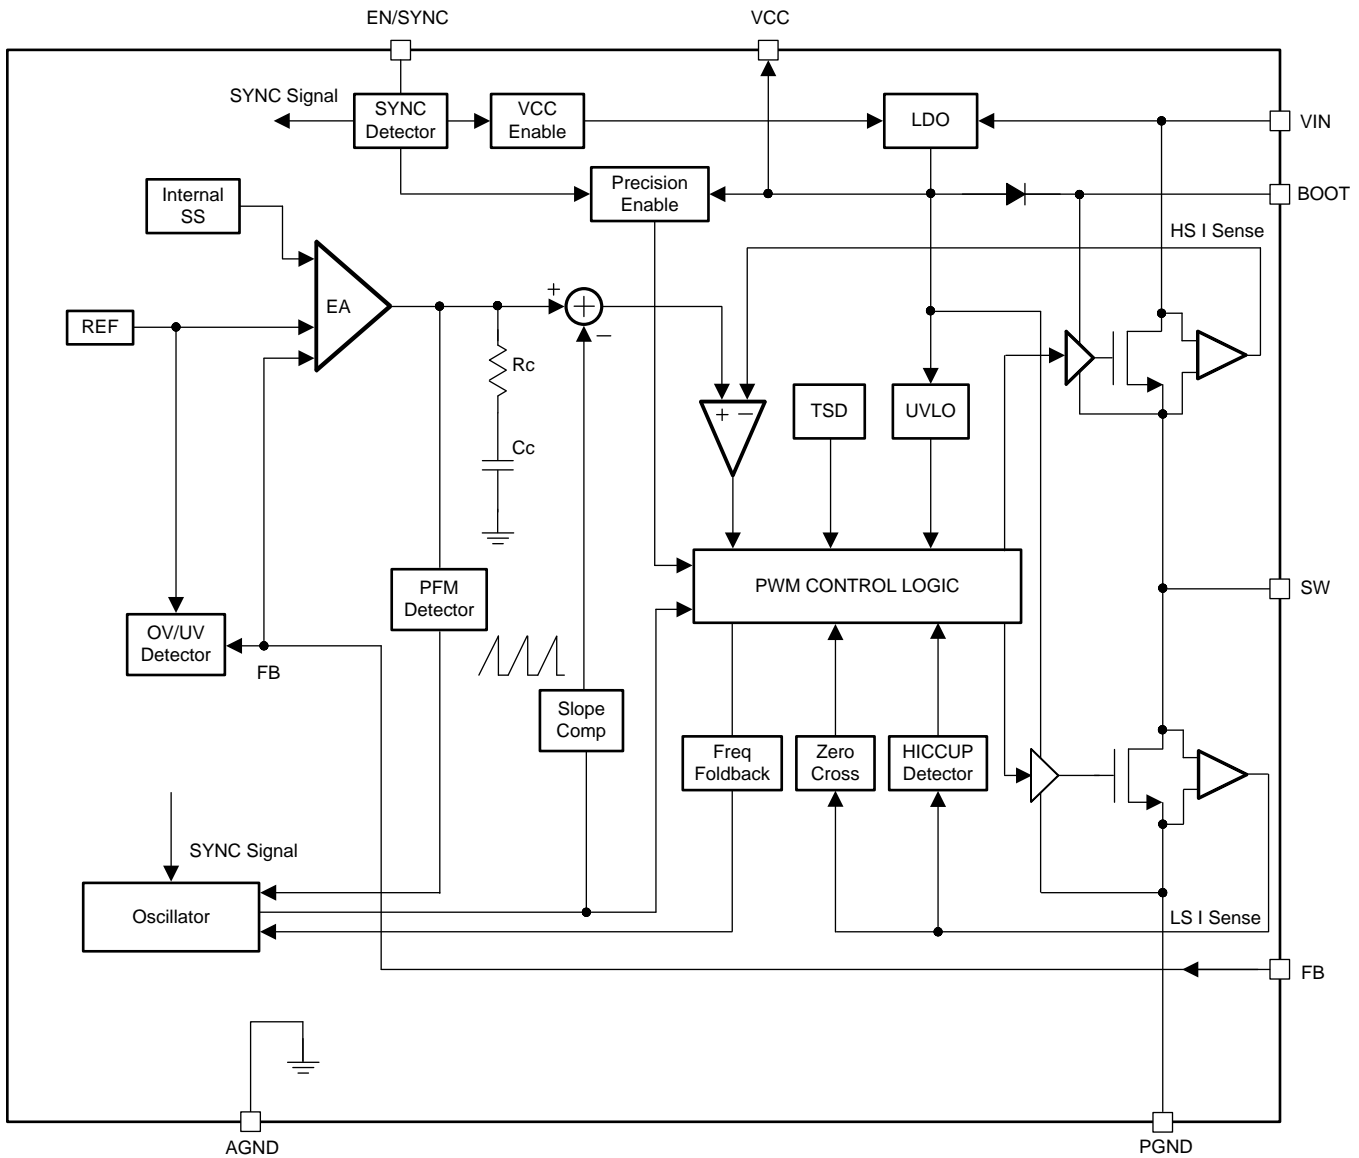 EN/SYNC
VCC
SYNC Signal
SYNC
Detector
VCC
Enable
LDO
VIN
Internal
SS
Precision
Enable
BOOT
HS I Sense
+
EA
+
−
REF
Rc
+ −
TSD
UVLO
Cc
PFM
Detector
PWM CONTROL LOGIC
SW
OV/UV
Detector
FB
Slope
Comp
Freq
Foldback
Zero
Cross
HICCUP
Detector
SYNC Signal
Oscillator
LS I Sense
FB
AGND
PGND